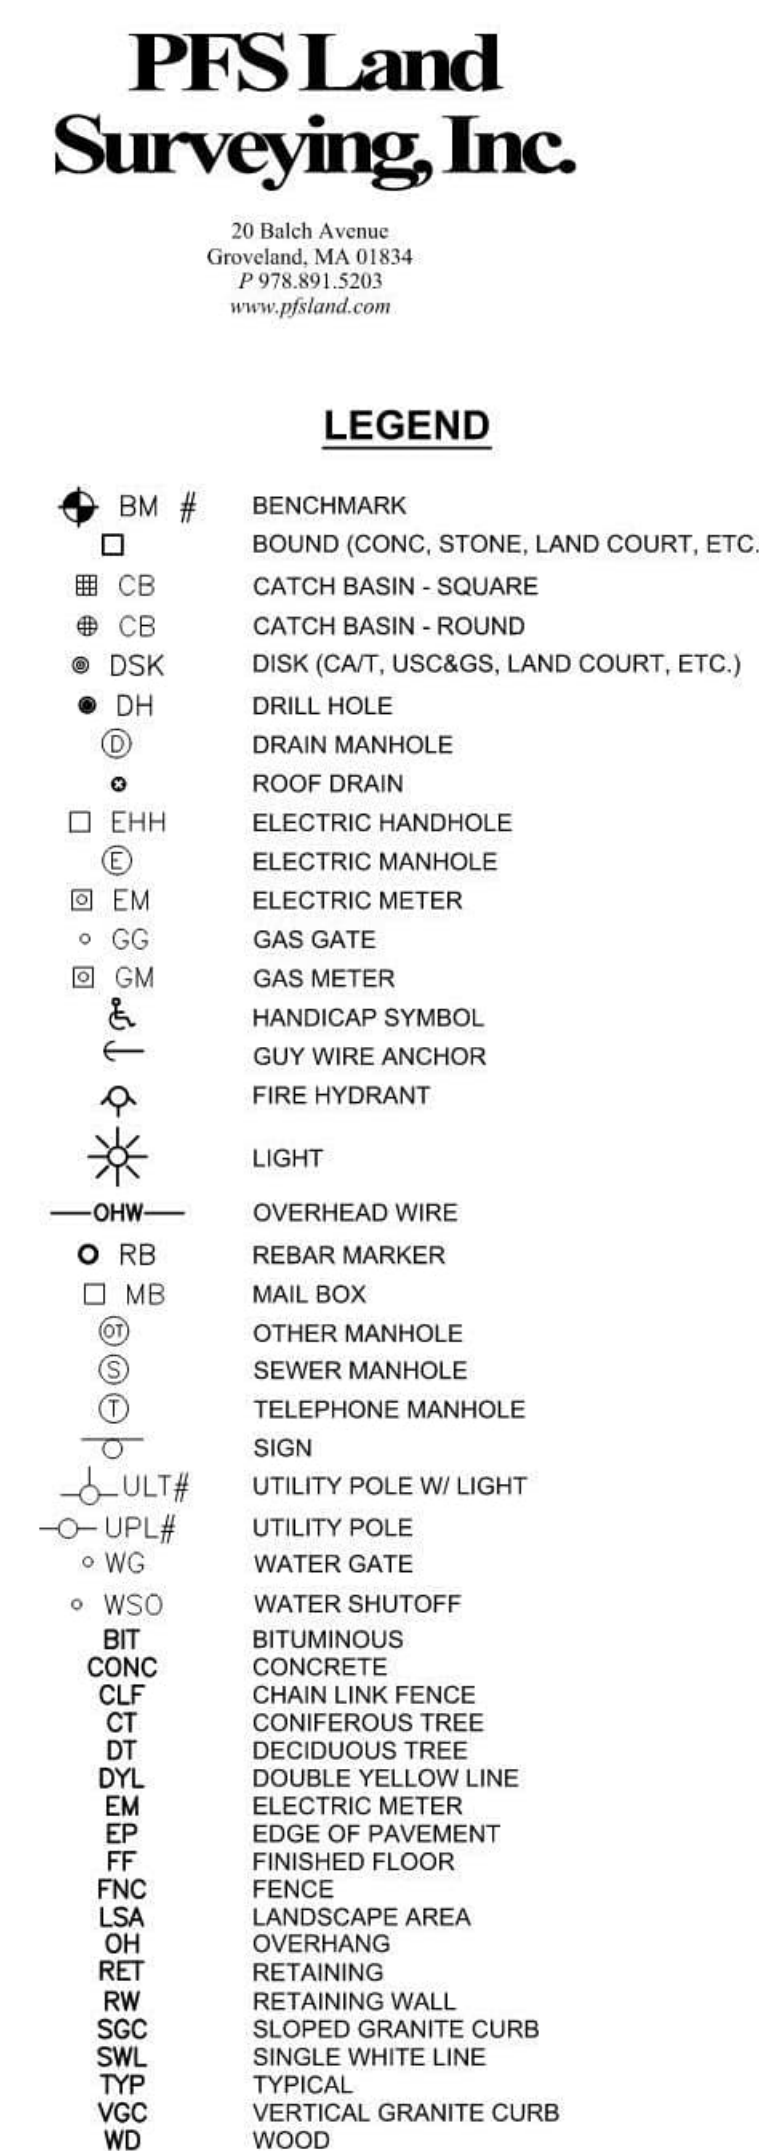 PFS Land
Surveying, Inc.
20 Balch Avenue
Groveland, MA 01834
P 978.891.5203
www.pfsland.com
LEGEND
BM # BENCHMARK
BOUND (CONC, STONE, LAND COURT, ETC.
CB CATCH BASIN - SQUARE
CB CATCH BASIN - ROUND
DSK DISK (CA/T, USC&GS, LAND COURT, ETC.)
DH DRILL HOLE
D DRAIN MANHOLE
ROOF DRAIN
EHH ELECTRIC HANDHOLE
E ELECTRIC MANHOLE
EM ELECTRIC METER
GG GAS GATE
GM GAS METER
HANDICAP SYMBOL
GUY WIRE ANCHOR
FIRE HYDRANT
LIGHT
OHW OVERHEAD WIRE
RB REBAR MARKER
MB MAIL BOX
OT OTHER MANHOLE
S SEWER MANHOLE
T TELEPHONE MANHOLE
SIGN
ULT# UTILITY POLE W/ LIGHT
UPL# UTILITY POLE
WG WATER GATE
WSO WATER SHUTOFF
BIT BITUMINOUS
CONC CONCRETE
CLF CHAIN LINK FENCE
CT CONIFEROUS TREE
DT DECIDUOUS TREE
DYL DOUBLE YELLOW LINE
EM ELECTRIC METER
EP EDGE OF PAVEMENT
FF FINISHED FLOOR
FNC FENCE
LSA LANDSCAPE AREA
OH OVERHANG
RET RETAINING
RW RETAINING WALL
SGC SLOPED GRANITE CURB
SWL SINGLE WHITE LINE
TYP TYPICAL
VGC VERTICAL GRANITE CURB
WD WOOD